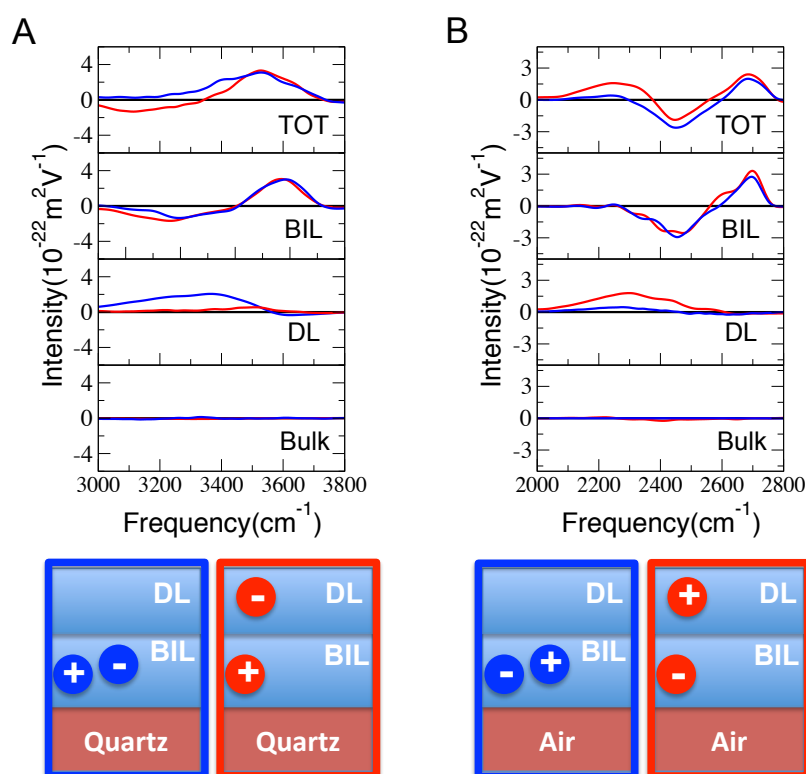 A
B
Intensity(10⁻²²m²V⁻¹)
4
0
-4
TOT
4
0
-4
BIL
4
0
-4
DL
4
0
-4
Bulk
3000 3200 3400 3600 3800
Frequency(cm⁻¹)
Intensity(10⁻²²m²V⁻¹)
3
0
-3
TOT
3
0
-3
BIL
3
0
-3
DL
3
0
-3
Bulk
2000 2200 2400 2600 2800
Frequency(cm⁻¹)
DL
+ - BIL
Quartz
- DL
+ BIL
Quartz
DL
- + BIL
Air
+ DL
- BIL
Air